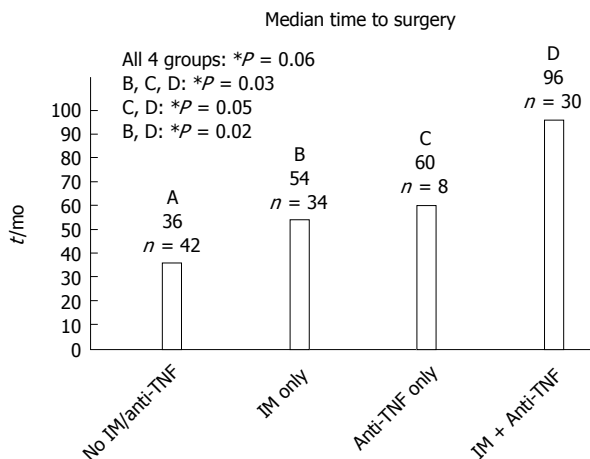 Median time to surgery
All 4 groups: *P = 0.06
B, C, D: *P = 0.03
C, D: *P = 0.05
B, D: *P = 0.02
D
96
n = 30
C
60
n = 8
B
54
n = 34
A
36
n = 42
t/mo
100
90
80
70
60
50
40
30
20
10
0
No IM/anti-TNF
IM only
Anti-TNF only
IM + Anti-TNF